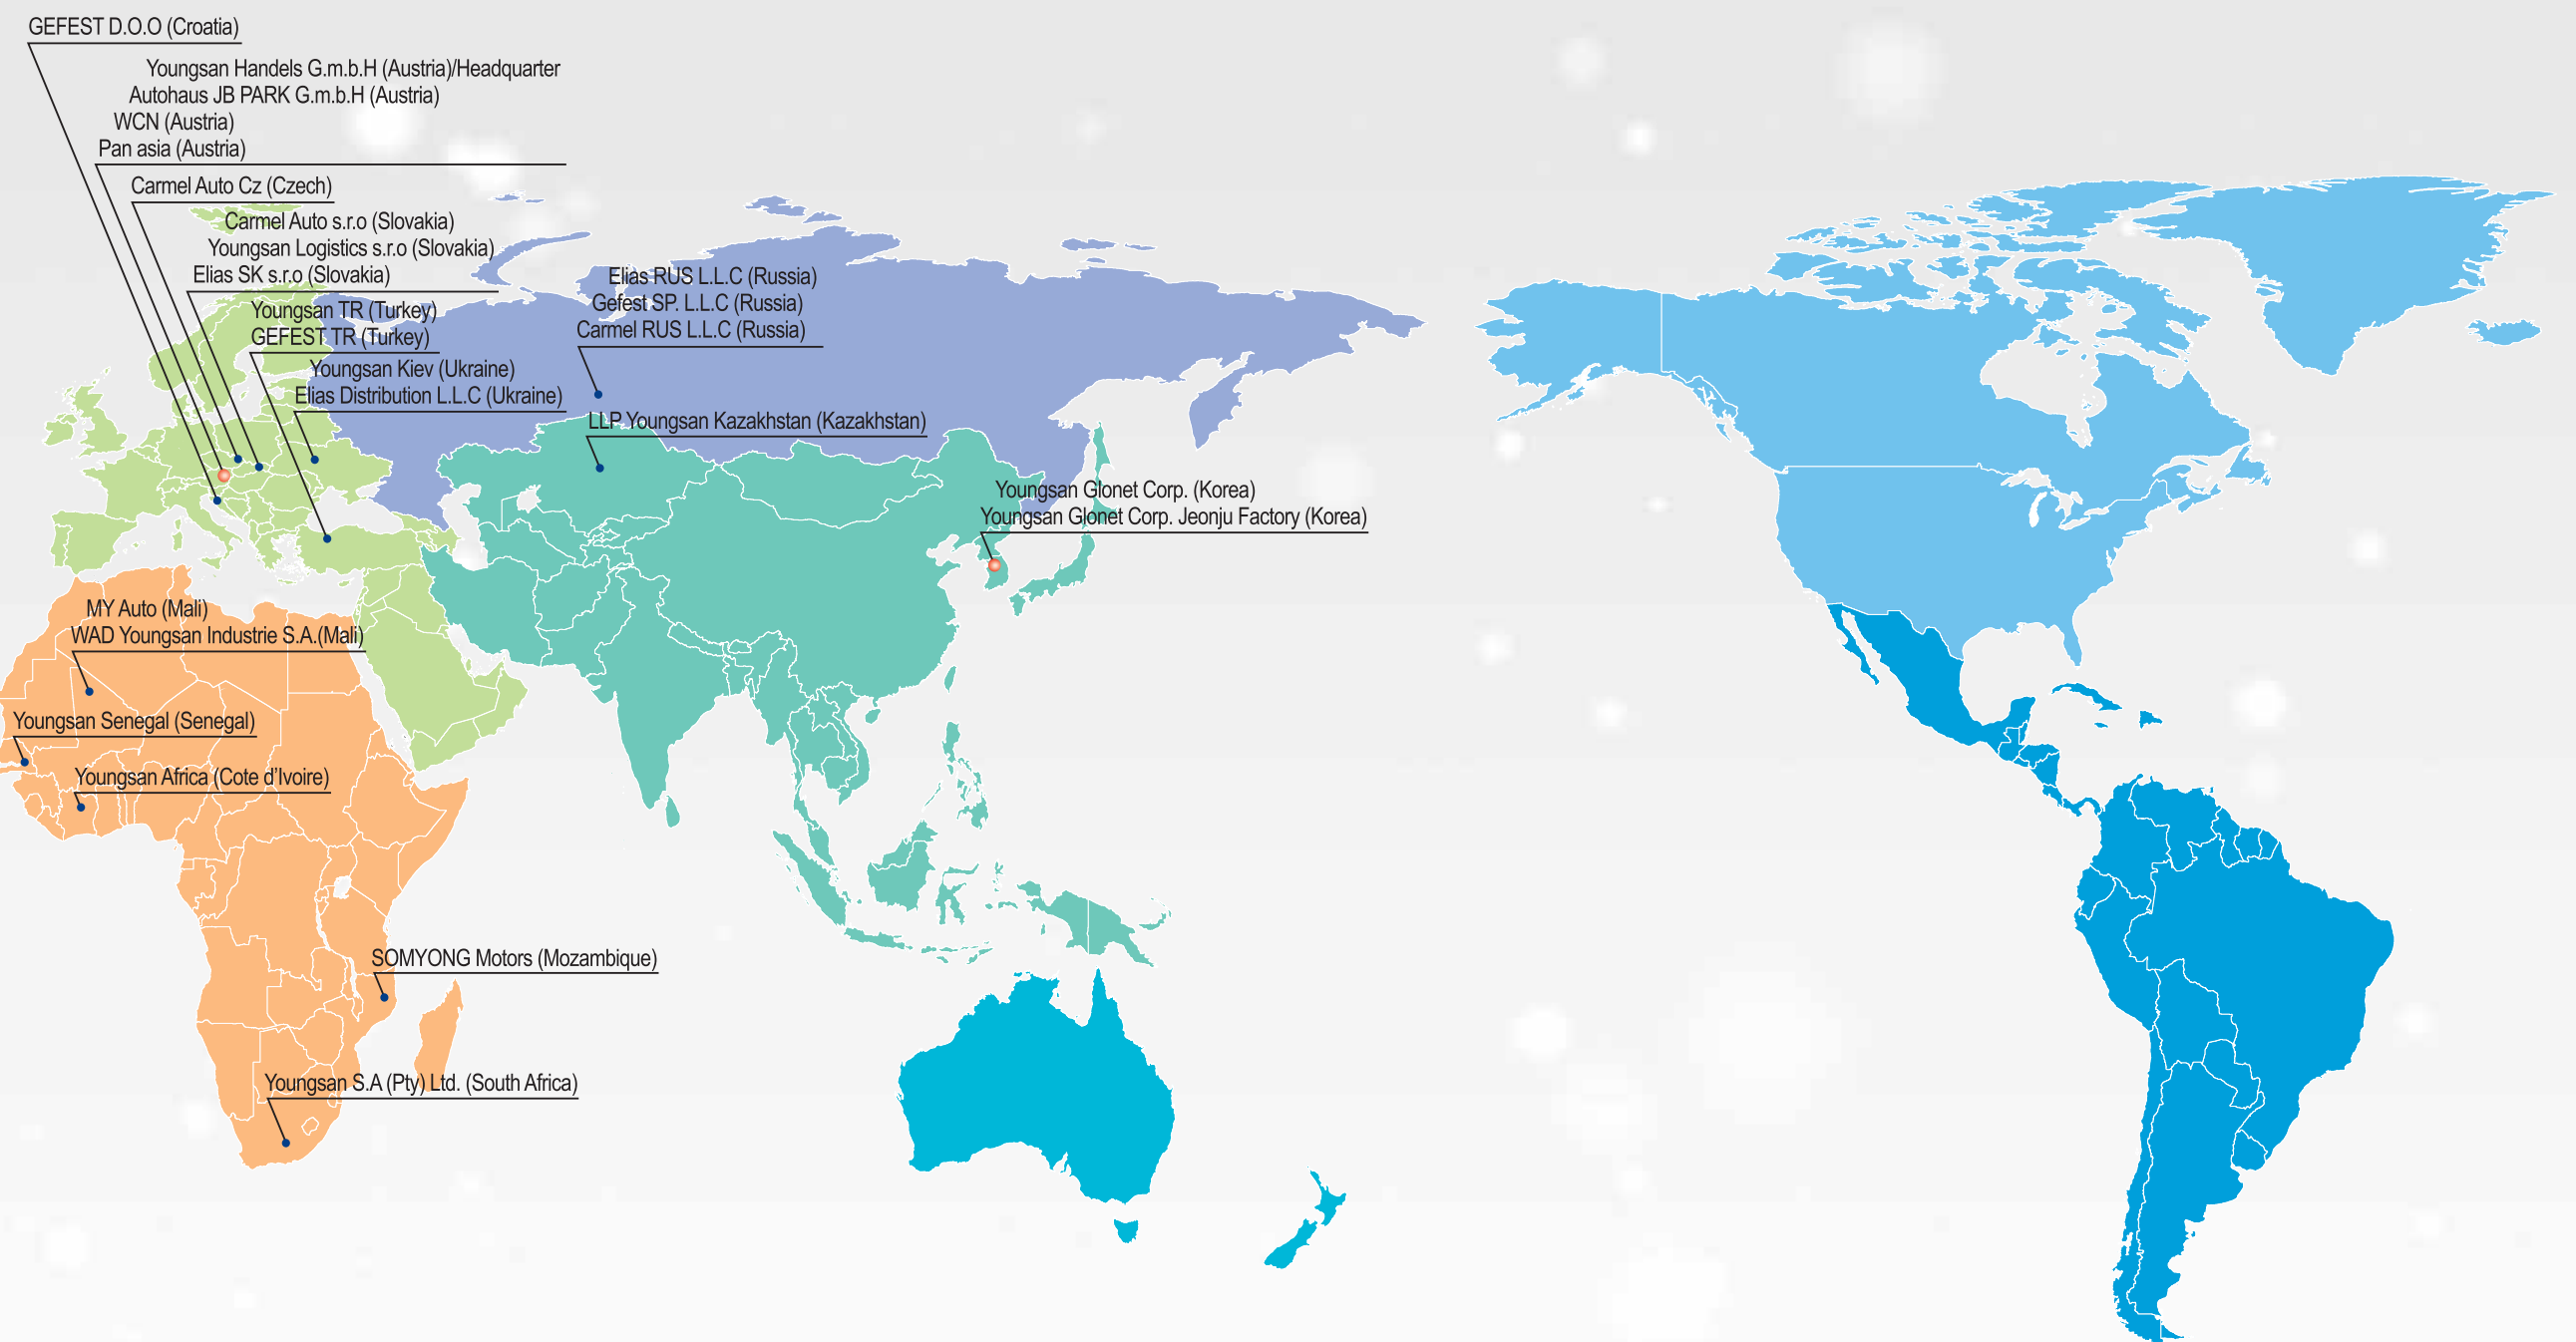 GEFEST D.O.O (Croatia)
Youngsan Handels G.m.b.H (Austria)/Headquarter
Autohaus JB PARK G.m.b.H (Austria)
WCN (Austria)
Pan asia (Austria)
Carmel Auto Cz (Czech)
Carmel Auto s.r.o (Slovakia)
Youngsan Logistics s.r.o (Slovakia)
Elias SK s.r.o (Slovakia)
Youngsan TR (Turkey)
GEFEST TR (Turkey)
Youngsan Kiev (Ukraine)
Elias Distribution L.L.C (Ukraine)
Elias RUS L.L.C (Russia)
Gefest SP. L.L.C (Russia)
Carmel RUS L.L.C (Russia)
LLP Youngsan Kazakhstan (Kazakhstan)
Youngsan Glonet Corp. (Korea)
Youngsan Glonet Corp. Jeonju Factory (Korea)
MY Auto (Mali)
WAD Youngsan Industrie S.A.(Mali)
Youngsan Senegal (Senegal)
Youngsan Africa (Cote d'Ivoire)
SOMYONG Motors (Mozambique)
Youngsan S.A (Pty) Ltd. (South Africa)